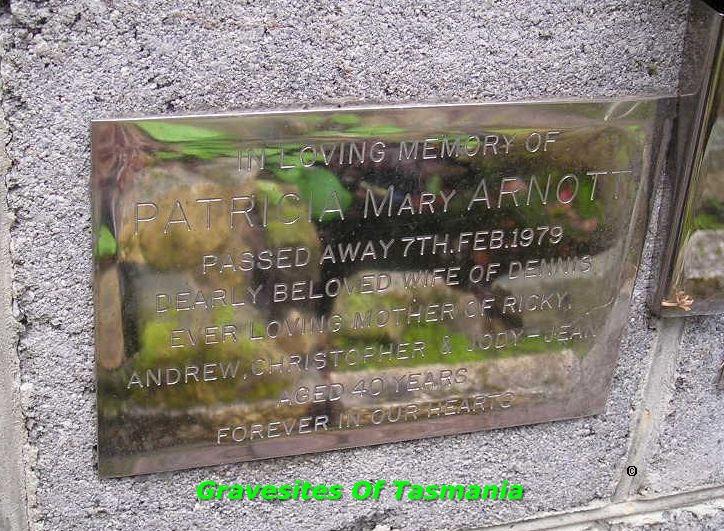 IN LOVING MEMORY OF
PATRICIA MARY ARNOTT
PASSED AWAY 7TH.FEB.1979
DEARLY BELOVED WIFE OF DENNIS
EVER LOVING MOTHER OF RICKY,
ANDREW, CHRISTOPHER & JODY-JEAN
AGED 40 YEARS
FOREVER IN OUR HEARTS
Gravesites Of Tasmania
©